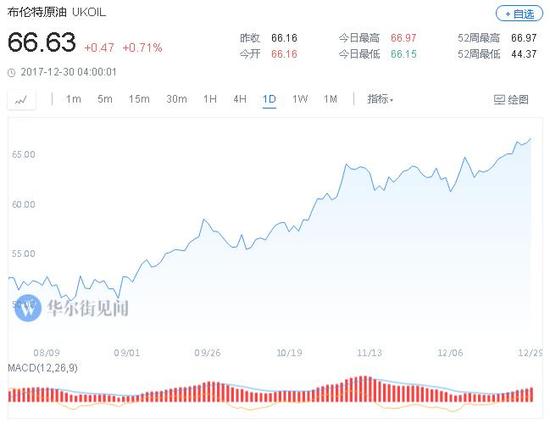 布伦特原油 UKOIL
+自选
66.63 +0.47 +0.71%
昨收 66.16 今日最高 66.97 52周最高 66.97
今开 66.16 今日最低 66.15 52周最低 44.37
2017-12-30 04:00:01
1m 5m 15m 30m 1H 4H 1D 1W 1M 指标 绘图
65.00
60.00
55.00
华尔街见闻
08/09 09/01 09/26 10/19 11/13 12/06 12/29
MACD(12,26,9)